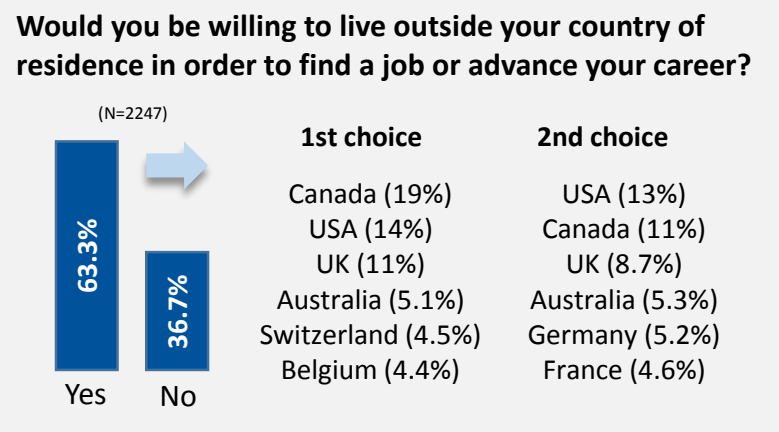 Would you be willing to live outside your country of
residence in order to find a job or advance your career?
(N=2247)
63.3%
36.7%
Yes
No
1st choice
Canada (19%)
USA (14%)
UK (11%)
Australia (5.1%)
Switzerland (4.5%)
Belgium (4.4%)
2nd choice
USA (13%)
Canada (11%)
UK (8.7%)
Australia (5.3%)
Germany (5.2%)
France (4.6%)